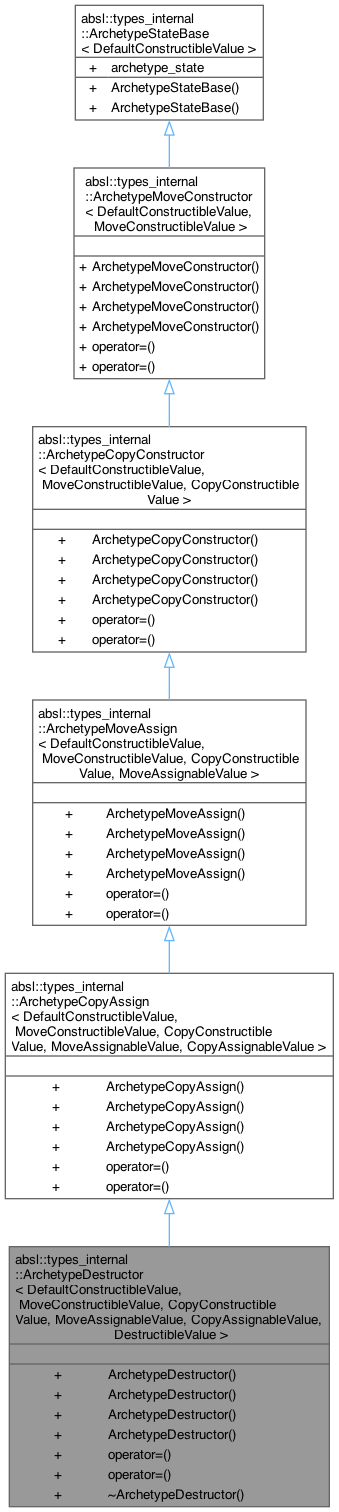 absl::types_internal
::ArchetypeStateBase
< DefaultConstructibleValue >
+ archetype_state
+ ArchetypeStateBase()
+ ArchetypeStateBase()
absl::types_internal
::ArchetypeMoveConstructor
< DefaultConstructibleValue,
MoveConstructibleValue >
+ ArchetypeMoveConstructor()
+ ArchetypeMoveConstructor()
+ ArchetypeMoveConstructor()
+ ArchetypeMoveConstructor()
+ operator=()
+ operator=()
absl::types_internal
::ArchetypeCopyConstructor
< DefaultConstructibleValue,
MoveConstructibleValue, CopyConstructible
Value >
+ ArchetypeCopyConstructor()
+ ArchetypeCopyConstructor()
+ ArchetypeCopyConstructor()
+ ArchetypeCopyConstructor()
+ operator=()
+ operator=()
absl::types_internal
::ArchetypeMoveAssign
< DefaultConstructibleValue,
MoveConstructibleValue, CopyConstructible
Value, MoveAssignableValue >
+ ArchetypeMoveAssign()
+ ArchetypeMoveAssign()
+ ArchetypeMoveAssign()
+ ArchetypeMoveAssign()
+ operator=()
+ operator=()
absl::types_internal
::ArchetypeCopyAssign
< DefaultConstructibleValue,
MoveConstructibleValue, CopyConstructible
Value, MoveAssignableValue, CopyAssignableValue >
+ ArchetypeCopyAssign()
+ ArchetypeCopyAssign()
+ ArchetypeCopyAssign()
+ ArchetypeCopyAssign()
+ operator=()
+ operator=()
absl::types_internal
::ArchetypeDestructor
< DefaultConstructibleValue,
MoveConstructibleValue, CopyConstructible
Value, MoveAssignableValue, CopyAssignableValue,
DestructibleValue >
+ ArchetypeDestructor()
+ ArchetypeDestructor()
+ ArchetypeDestructor()
+ ArchetypeDestructor()
+ operator=()
+ operator=()
+ ~ArchetypeDestructor()